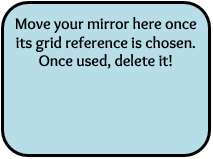 Move your mirror here once
its grid reference is chosen.
Once used, delete it!